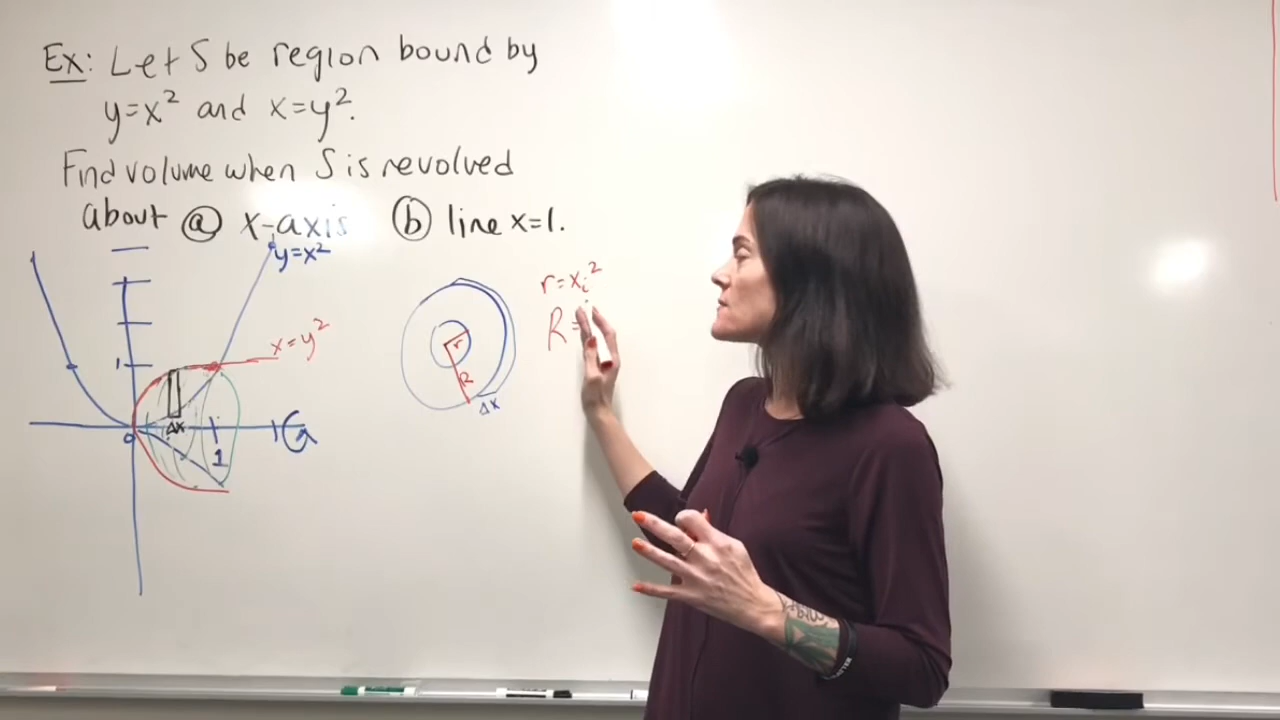 Ex: Let S be region bound by
y=x² and x=y².
Find volume when S is revolved
about ⓐ x-axis ⓑ line x=1.
y=x²
r=xᵢ²
R=
x=y²
1
r
R
Δx
Δx
0
1